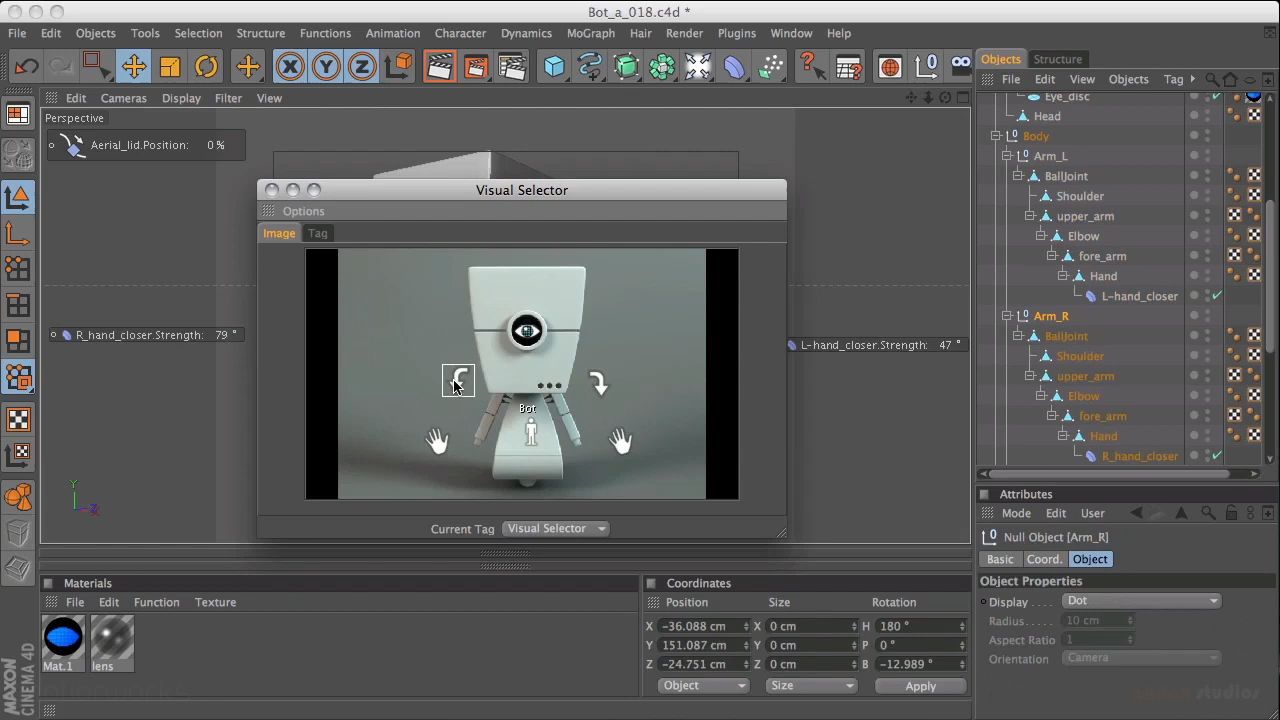 Bot_a_018.c4d *
File Edit Objects Tools Selection Structure Functions Animation Character Dynamics MoGraph Hair Render Plugins Window Help
Objects Structure
File Edit View Objects Tag
Edit Cameras Display Filter View
Perspective
Aerial_lid.Position: 0 %
R_hand_closer.Strength: 79 °
L-hand_closer.Strength: 47 °
Visual Selector
Options
Image Tag
Bot
Current Tag Visual Selector
Eye_disc
Head
Body
Arm_L
BallJoint
Shoulder
upper_arm
Elbow
fore_arm
Hand
L-hand_closer
Arm_R
BallJoint
Shoulder
upper_arm
Elbow
fore_arm
Hand
R_hand_closer
Attributes
Mode Edit User
Null Object [Arm_R]
Basic Coord. Object
Object Properties
Display . . . . Dot
Radius . . . . . 10 cm
Aspect Ratio 1
Orientation Camera
Y
Z
Materials
File Edit Function Texture
Mat.1 lens
Coordinates
Position Size Rotation
X -36.088 cm X 0 cm H 180 °
Y 151.087 cm Y 0 cm P 0 °
Z -24.751 cm Z 0 cm B -12.989 °
Object Size Apply
MAXON
CINEMA 4D
studios